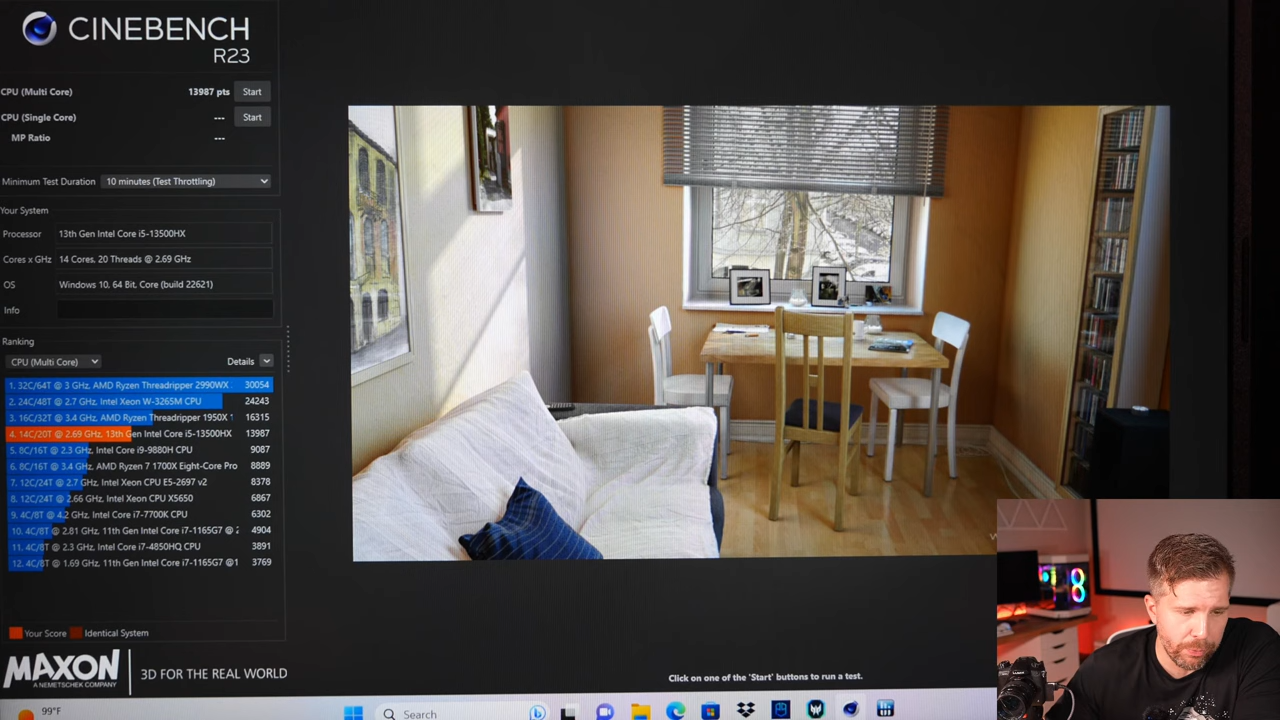 CINEBENCH
R23
CPU (Multi Core) 13987 pts Start
CPU (Single Core) --- Start
MP Ratio ---
Minimum Test Duration 10 minutes (Test Throttling)
Your System
Processor 13th Gen Intel Core i5-13500HX
Cores x GHz 14 Cores, 20 Threads @ 2.69 GHz
OS Windows 10, 64 Bit, Core (build 22621)
Info
Ranking
CPU (Multi Core) Details
1. 32C/64T @ 3 GHz, AMD Ryzen Threadripper 2990WX 30054
2. 24C/48T @ 2.7 GHz, Intel Xeon W-3265M CPU 24243
3. 16C/32T @ 3.4 GHz, AMD Ryzen Threadripper 1950X 16315
4. 14C/20T @ 2.69 GHz, 13th Gen Intel Core i5-13500HX 13987
5. 8C/16T @ 2.3 GHz, Intel Core i9-9880H CPU 9087
6. 8C/16T @ 3.4 GHz, AMD Ryzen 7 1700X Eight-Core Pro 8889
7. 12C/24T @ 2.7 GHz, Intel Xeon CPU E5-2697 v2 8378
8. 12C/24T @ 2.66 GHz, Intel Xeon CPU X5650 6867
9. 4C/8T @ 4.2 GHz, Intel Core i7-7700K CPU 6302
10. 4C/8T @ 2.81 GHz, 11th Gen Intel Core i7-1165G7 @ 4904
11. 4C/8T @ 2.3 GHz, Intel Core i7-4850HQ CPU 3891
12. 4C/8T @ 1.69 GHz, 11th Gen Intel Core i7-1165G7 @1 3769
Your Score Identical System
MAXON
A NEMETSCHEK COMPANY
3D FOR THE REAL WORLD
Click on one of the 'Start' buttons to run a test.
99°F
Search